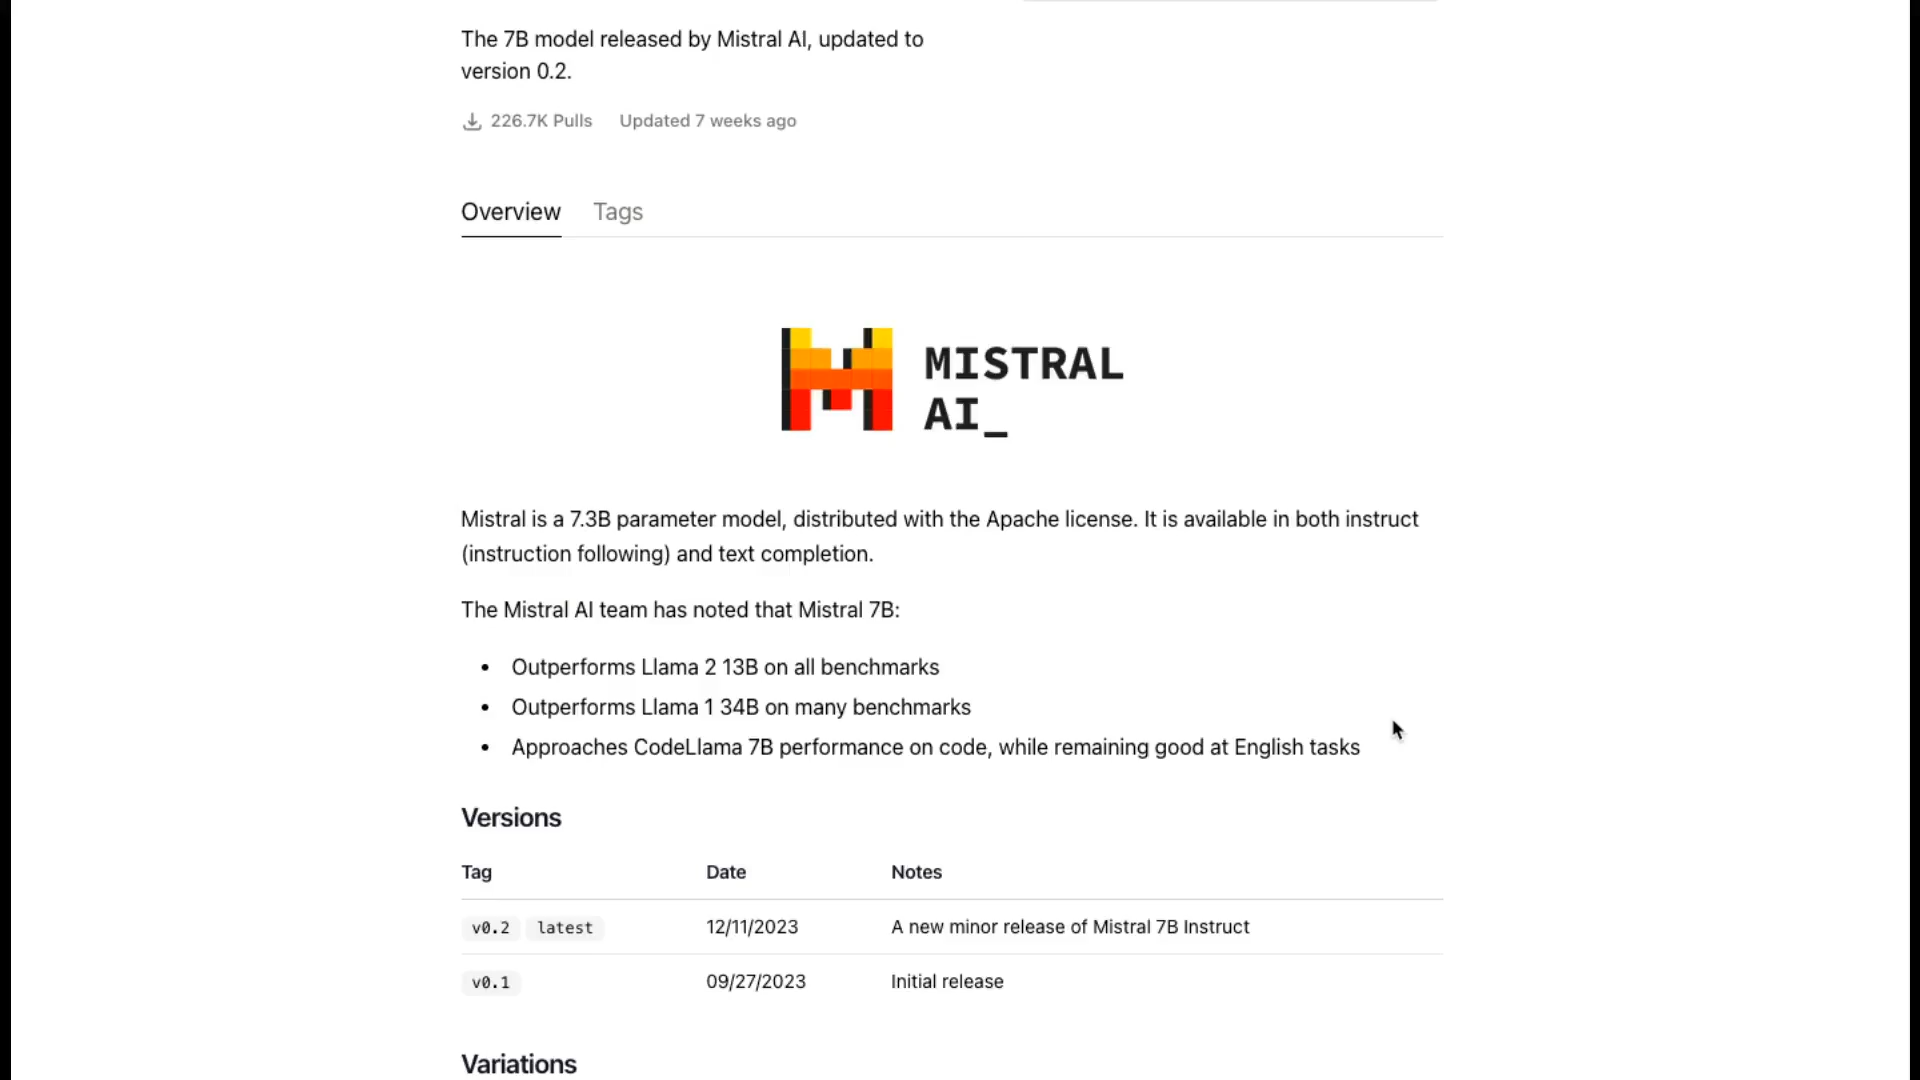 The 7B model released by Mistral AI, updated to
version 0.2.
226.7K Pulls Updated 7 weeks ago
Overview Tags
MISTRAL
AI_
Mistral is a 7.3B parameter model, distributed with the Apache license. It is available in both instruct
(instruction following) and text completion.
The Mistral AI team has noted that Mistral 7B:
• Outperforms Llama 2 13B on all benchmarks
• Outperforms Llama 1 34B on many benchmarks
• Approaches CodeLlama 7B performance on code, while remaining good at English tasks
Versions
Tag Date Notes
v0.2 latest 12/11/2023 A new minor release of Mistral 7B Instruct
v0.1 09/27/2023 Initial release
Variations